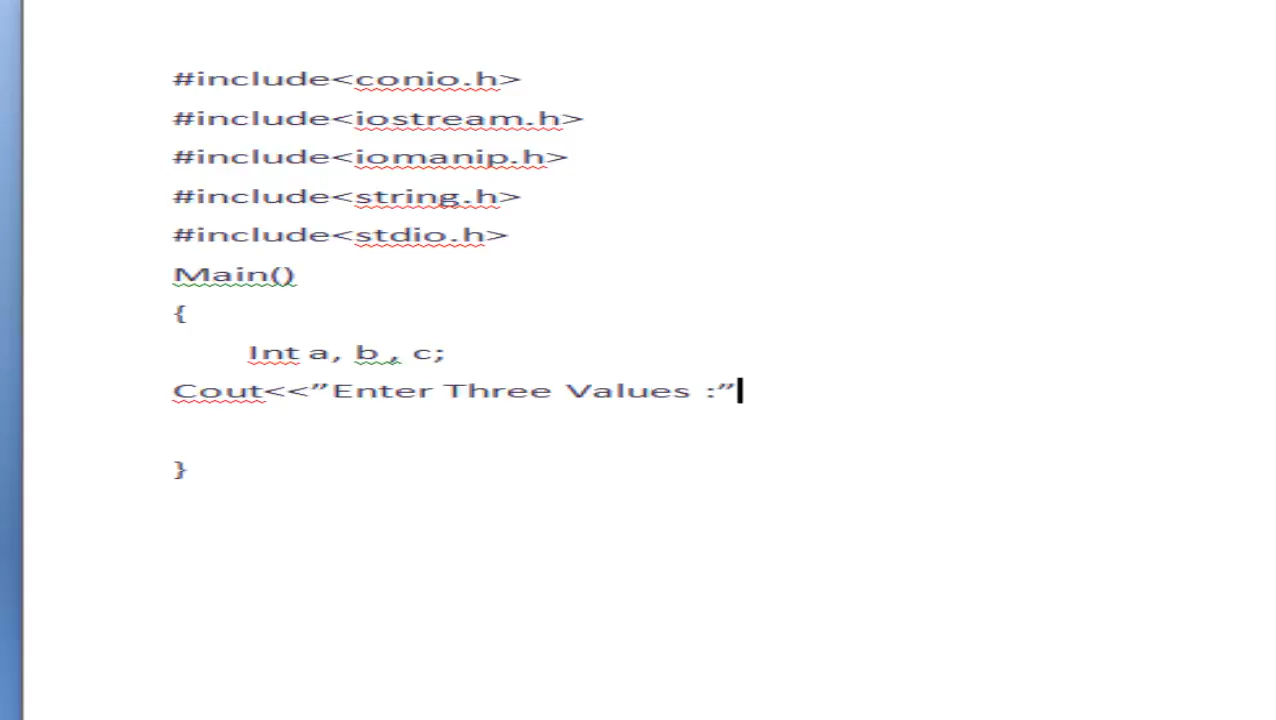 #include<conio.h>
#include<iostream.h>
#include<iomanip.h>
#include<string.h>
#include<stdio.h>
Main()
{
Int a, b , c;
Cout<<”Enter Three Values :”
}